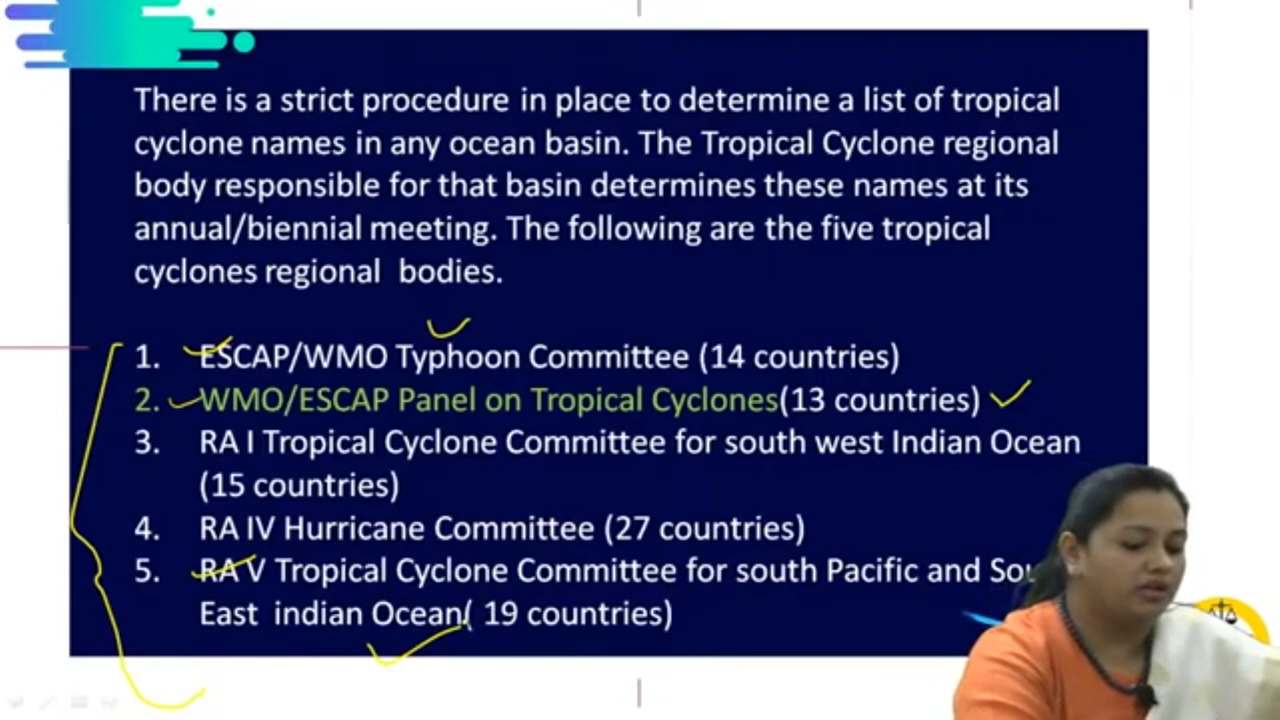 There is a strict procedure in place to determine a list of tropical
cyclone names in any ocean basin. The Tropical Cyclone regional
body responsible for that basin determines these names at its
annual/biennial meeting. The following are the five tropical
cyclones regional bodies.
1. ESCAP/WMO Typhoon Committee (14 countries)
2. WMO/ESCAP Panel on Tropical Cyclones(13 countries)
3. RA I Tropical Cyclone Committee for south west Indian Ocean
(15 countries)
4. RA IV Hurricane Committee (27 countries)
5. RA V Tropical Cyclone Committee for south Pacific and
East indian Ocean( 19 countries)